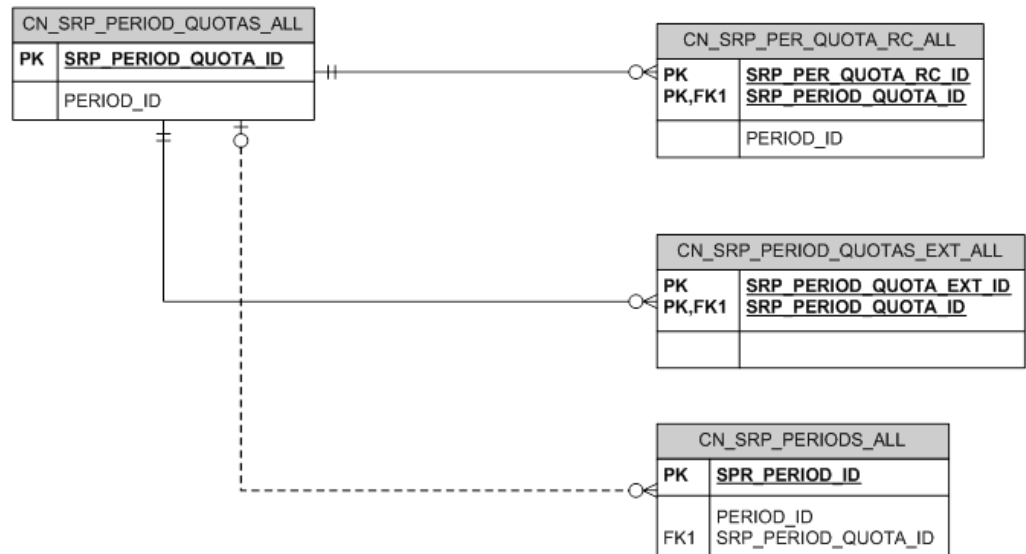 CN_SRP_PERIOD_QUOTAS_ALL
PK SRP_PERIOD_QUOTA_ID
PERIOD_ID
CN_SRP_PER_QUOTA_RC_ALL
PK SRP_PER_QUOTA_RC_ID
PK,FK1 SRP_PERIOD_QUOTA_ID
PERIOD_ID
CN_SRP_PERIOD_QUOTAS_EXT_ALL
PK SRP_PERIOD_QUOTA_EXT_ID
PK,FK1 SRP_PERIOD_QUOTA_ID
CN_SRP_PERIODS_ALL
PK SPR_PERIOD_ID
PERIOD_ID
FK1 SRP_PERIOD_QUOTA_ID